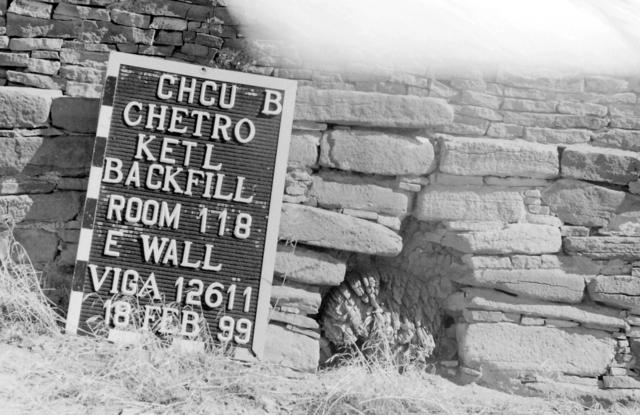 CHCU B
CHETRO
KETL
BACKFILL
ROOM 118
E WALL
VIGA 12611
18 FEB 99